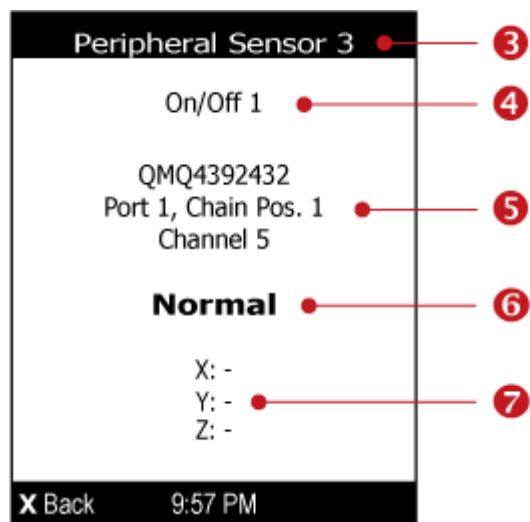 Peripheral Sensor 3 3
On/Off 1 4
QMQ4392432
Port 1, Chain Pos. 1 5
Channel 5
Normal 6
X: -
Y: - 7
Z: -
X Back 9:57 PM